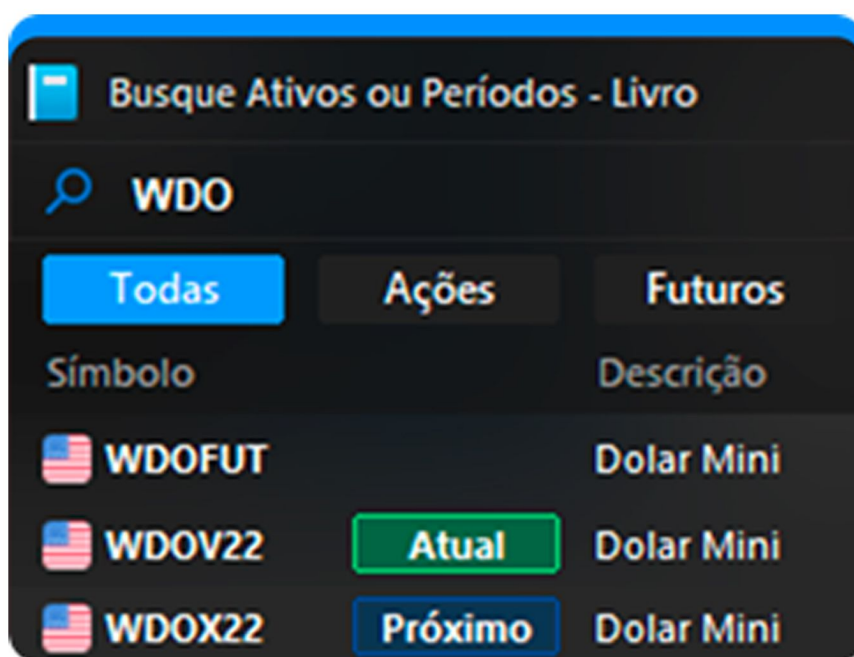 Busque Ativos ou Períodos - Livro
WDO
Todas Ações Futuros
Símbolo Descrição
WDOFUT Dolar Mini
WDOV22 Atual Dolar Mini
WDOX22 Próximo Dolar Mini